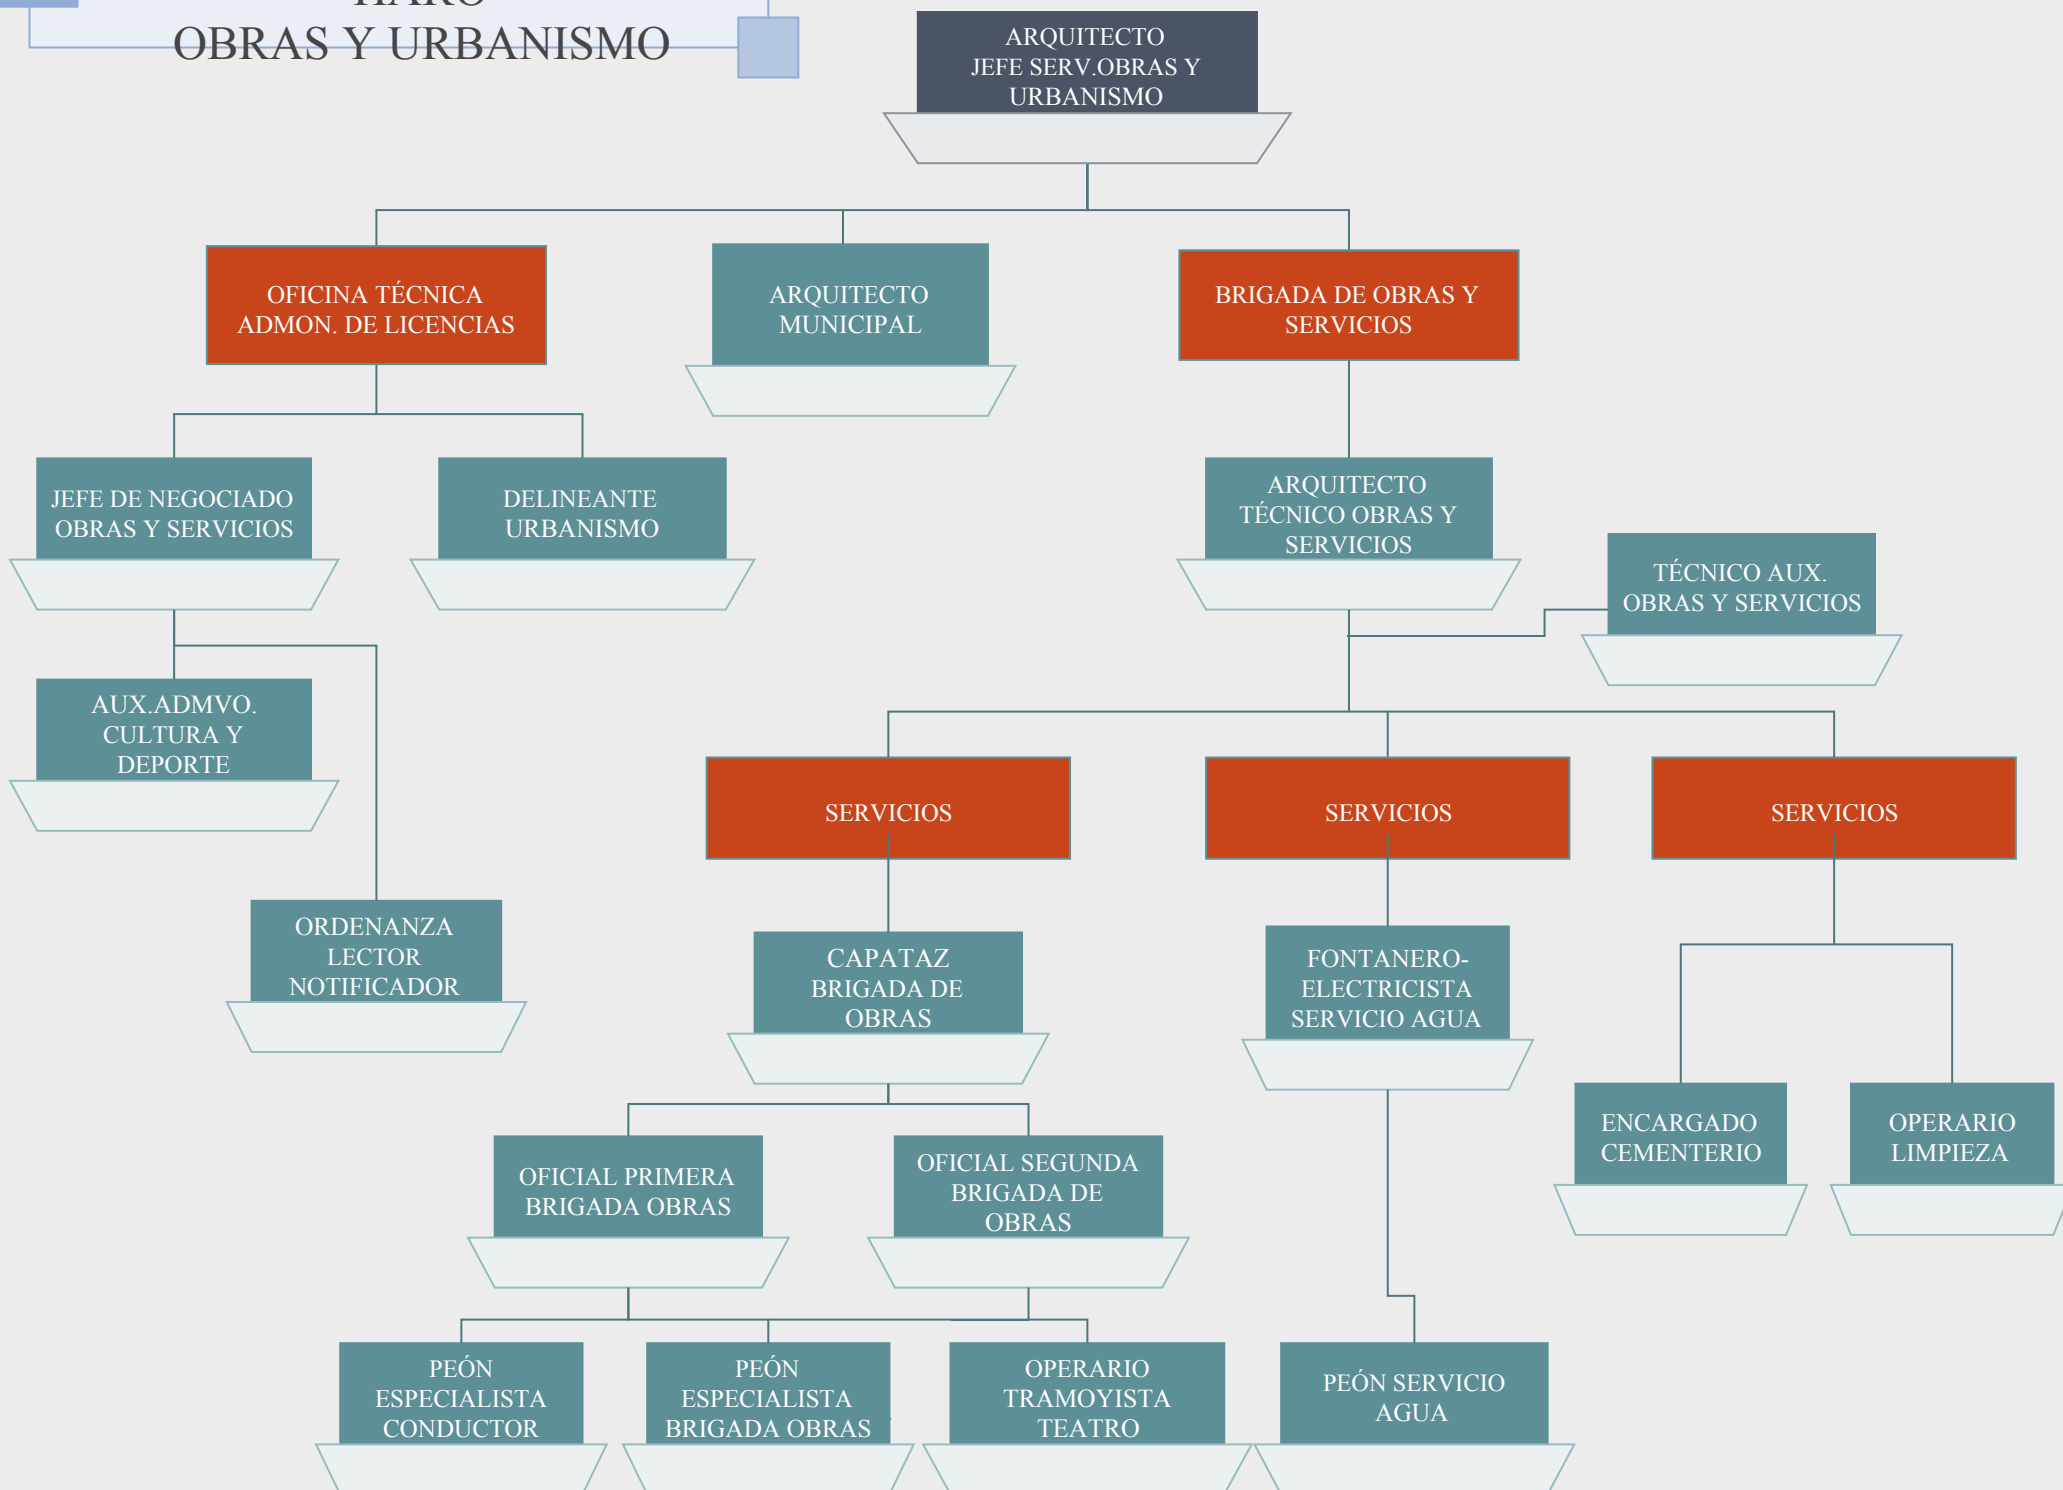 HARO
OBRAS Y URBANISMO
ARQUITECTO
JEFE SERV.OBRAS Y
URBANISMO
OFICINA TÉCNICA
ADMON. DE LICENCIAS
ARQUITECTO
MUNICIPAL
BRIGADA DE OBRAS Y
SERVICIOS
JEFE DE NEGOCIADO
OBRAS Y SERVICIOS
DELINEANTE
URBANISMO
ARQUITECTO
TÉCNICO OBRAS Y
SERVICIOS
TÉCNICO AUX.
OBRAS Y SERVICIOS
AUX.ADMVO.
CULTURA Y
DEPORTE
SERVICIOS
SERVICIOS
SERVICIOS
ORDENANZA
LECTOR
NOTIFICADOR
CAPATAZ
BRIGADA DE
OBRAS
FONTANERO-
ELECTRICISTA
SERVICIO AGUA
ENCARGADO
CEMENTERIO
OPERARIO
LIMPIEZA
OFICIAL PRIMERA
BRIGADA OBRAS
OFICIAL SEGUNDA
BRIGADA DE
OBRAS
PEÓN
ESPECIALISTA
CONDUCTOR
PEÓN
ESPECIALISTA
BRIGADA OBRAS
OPERARIO
TRAMOYISTA
TEATRO
PEÓN SERVICIO
AGUA